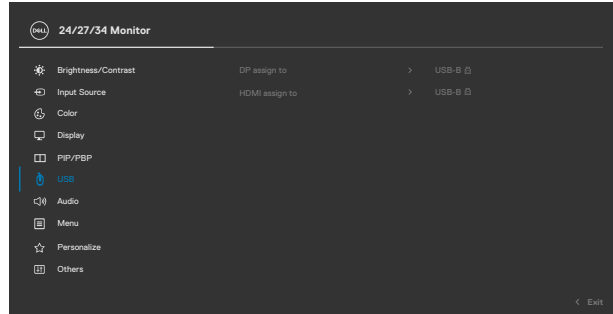 DELL 24/27/34 Monitor
Brightness/Contrast DP assign to > USB-B
Input Source HDMI assign to > USB-B
Color
Display
PIP/PBP
USB
Audio
Menu
Personalize
Others
< Exit